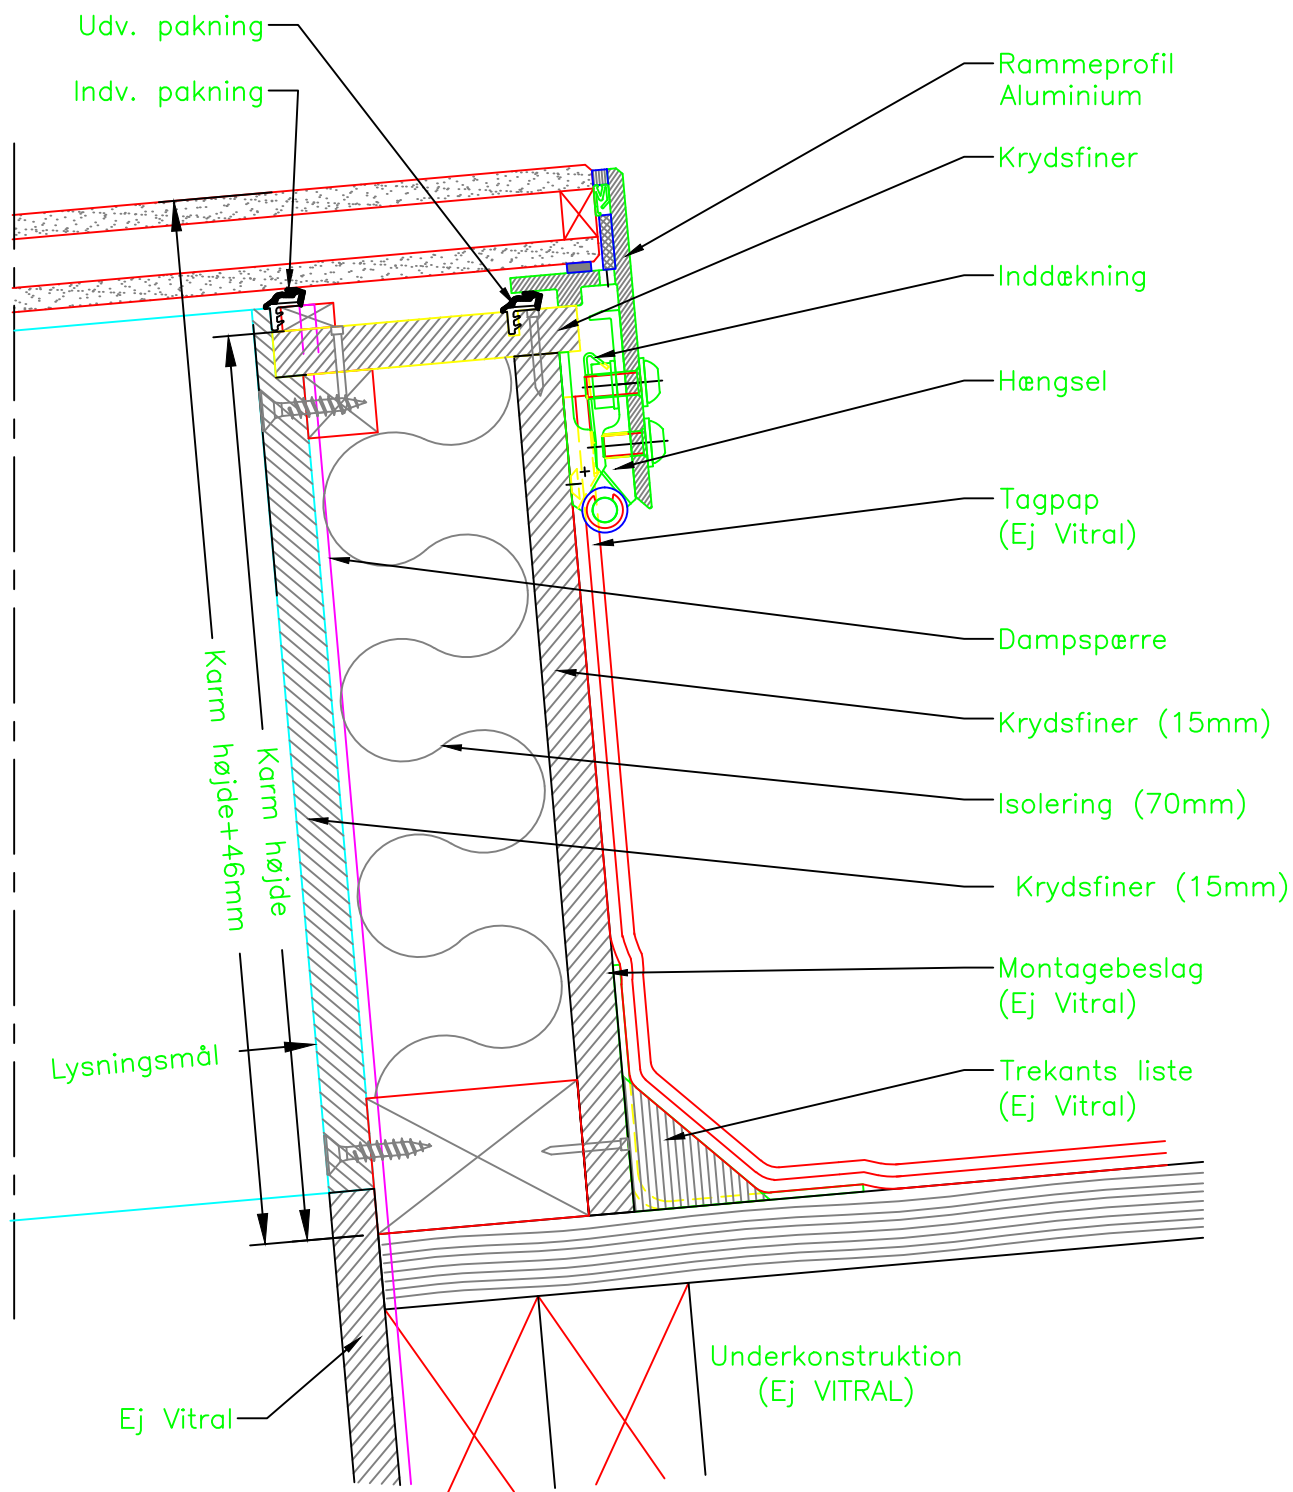 Udv. pakning
Indv. pakning
Rammeprofil
Aluminium
Krydsfiner
Inddækning
Hængsel
Tagpap
(Ej Vitral)
Dampspærre
Krydsfiner (15mm)
Isolering (70mm)
Krydsfiner (15mm)
Karm højde+46mm
Karm højde
Montagebeslag
(Ej Vitral)
Lysningsmål
Trekants liste
(Ej Vitral)
Underkonstruktion
(Ej VITRAL)
Ej Vitral